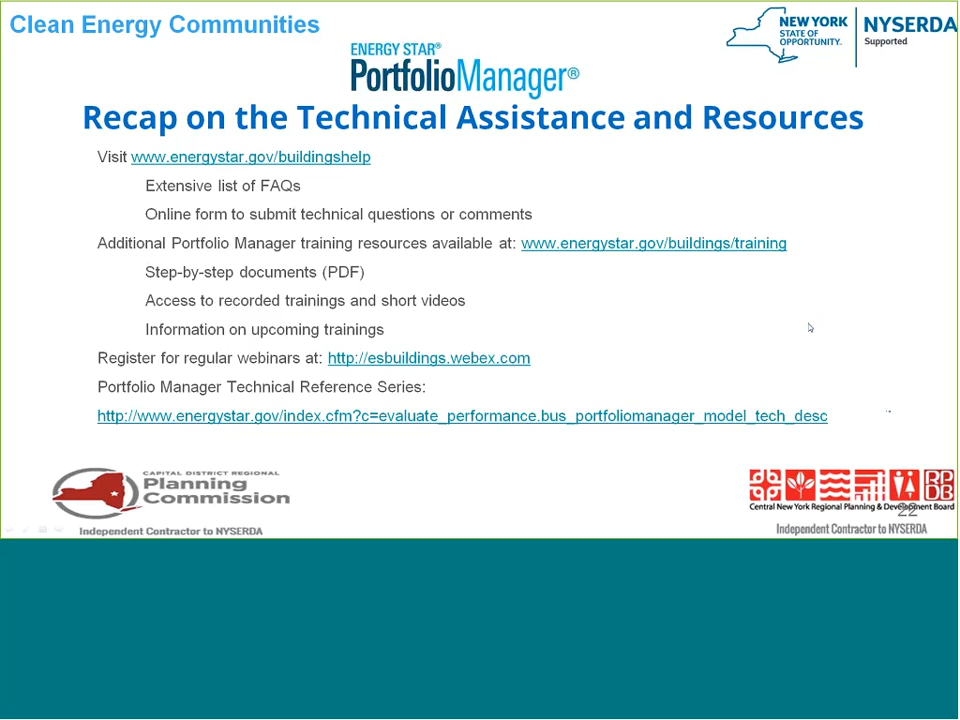 Clean Energy Communities
NEW YORK
STATE OF
OPPORTUNITY.
NYSERDA
Supported
ENERGY STAR®
PortfolioManager®
Recap on the Technical Assistance and Resources
Visit www.energystar.gov/buildingshelp
Extensive list of FAQs
Online form to submit technical questions or comments
Additional Portfolio Manager training resources available at: www.energystar.gov/buildings/training
Step-by-step documents (PDF)
Access to recorded trainings and short videos
Information on upcoming trainings
Register for regular webinars at: http://esbuildings.webex.com
Portfolio Manager Technical Reference Series:
http://www.energystar.gov/index.cfm?c=evaluate_performance.bus_portfoliomanager_model_tech_desc
CAPITAL DISTRICT REGIONAL
Planning
Commission
Independent Contractor to NYSERDA
RP
DB
Central New York Regional Planning & Development Board
22
Independent Contractor to NYSERDA